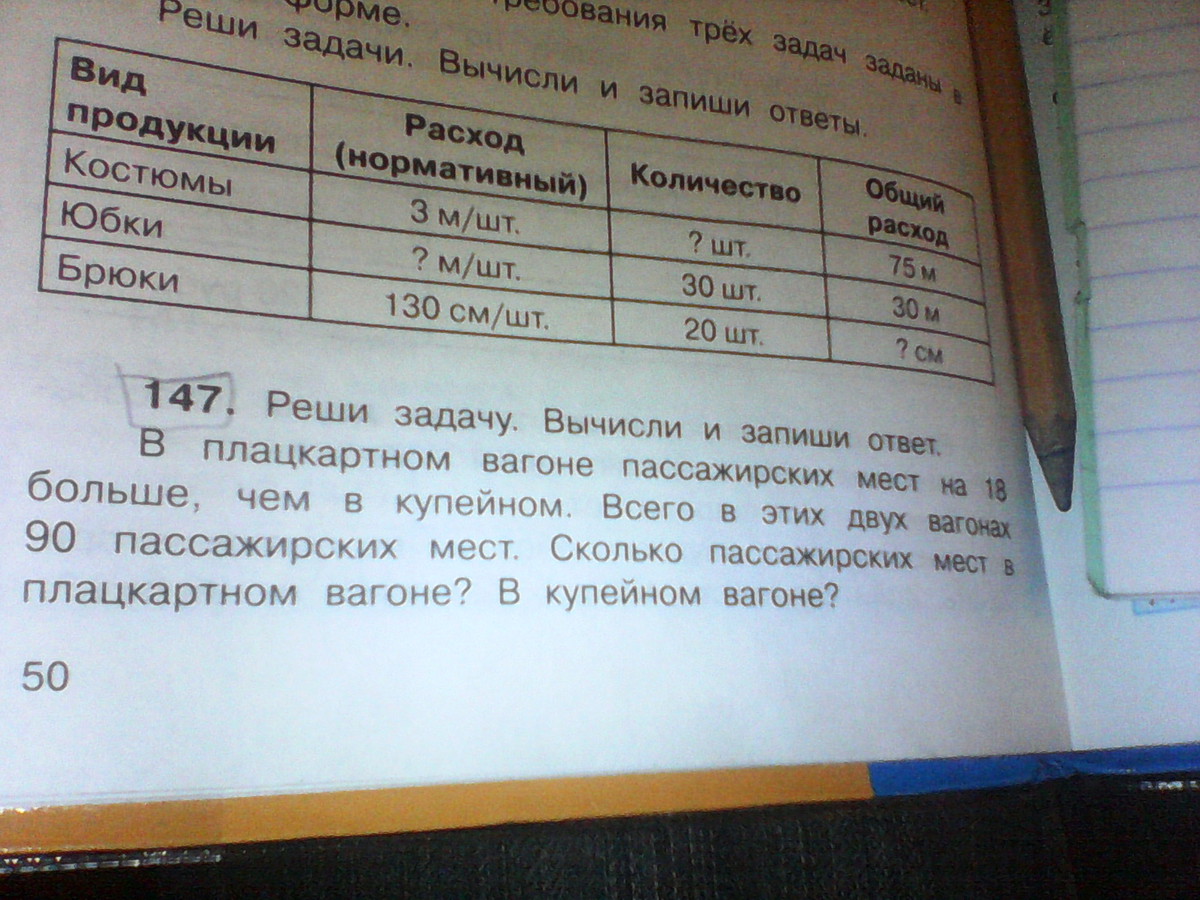 форме. требования трёх задач заданы в
Реши задачи. Вычисли и запиши ответы.
Вид продукции Расход (нормативный) Количество Общий расход
Костюмы 3 м/шт. ? шт. 75 м
Юбки ? м/шт. 30 шт. 30 м
Брюки 130 см/шт. 20 шт. ? см
147. Реши задачу. Вычисли и запиши ответ.
В плацкартном вагоне пассажирских мест на 18
больше, чем в купейном. Всего в этих двух вагонах
90 пассажирских мест. Сколько пассажирских мест в
плацкартном вагоне? В купейном вагоне?
50